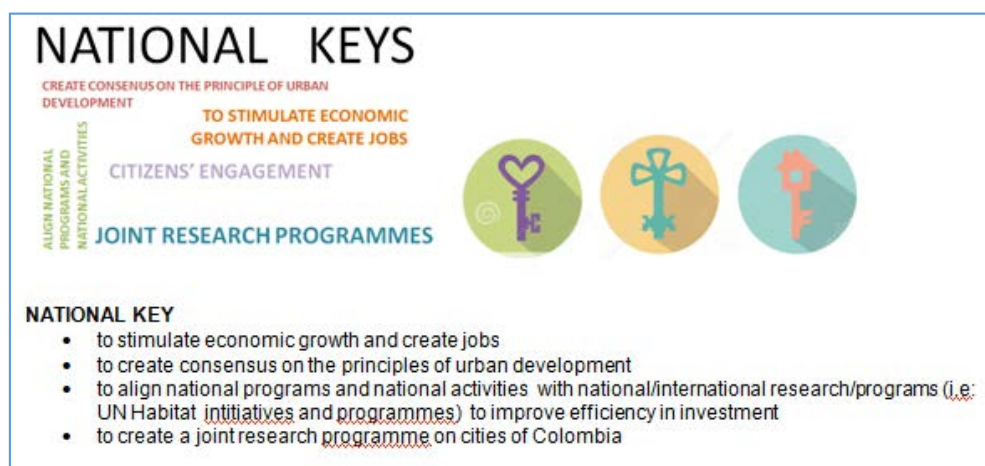 NATIONAL KEYS
CREATE CONSENUS ON THE PRINCIPLE OF URBAN
DEVELOPMENT
TO STIMULATE ECONOMIC
GROWTH AND CREATE JOBS
ALIGN NATIONAL
PROGRAMS AND
NATIONAL ACTIVITIES
CITIZENS' ENGAGEMENT
JOINT RESEARCH PROGRAMMES
NATIONAL KEY
• to stimulate economic growth and create jobs
• to create consensus on the principles of urban development
• to align national programs and national activities with national/international research/programs (i.e:
UN Habitat intitiatives and programmes) to improve efficiency in investment
• to create a joint research programme on cities of Colombia